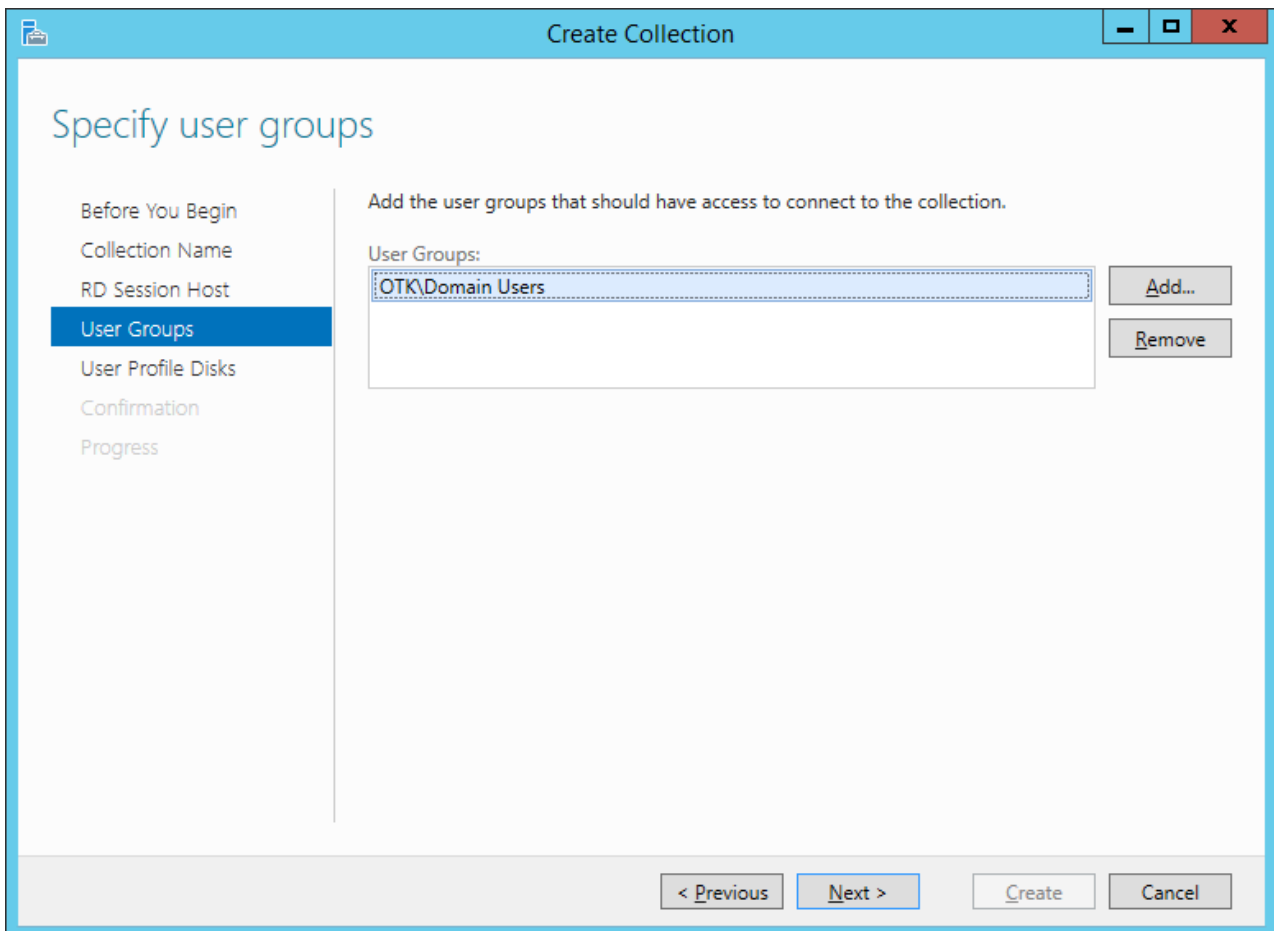 Create Collection
Specify user groups
Before You Begin
Collection Name
RD Session Host
User Groups
User Profile Disks
Confirmation
Progress
Add the user groups that should have access to connect to the collection.
User Groups:
OTK\Domain Users
Add...
Remove
< Previous
Next >
Create
Cancel